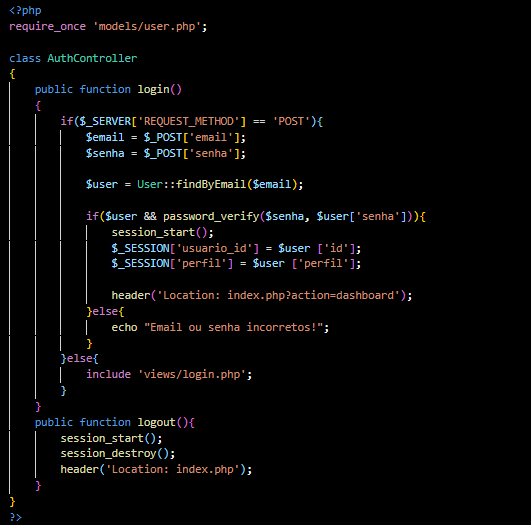 <?php
require_once 'models/user.php';

class AuthController
{
    public function login()
    {
        if($_SERVER['REQUEST_METHOD'] == 'POST'){
            $email = $_POST['email'];
            $senha = $_POST['senha'];

            $user = User::findByEmail($email);

            if($user && password_verify($senha, $user['senha'])){
                session_start();
                $_SESSION['usuario_id'] = $user ['id'];
                $_SESSION['perfil'] = $user ['perfil'];

                header('Location: index.php?action=dashboard');
            }else{
                echo "Email ou senha incorretos!";
            }
        }else{
            include 'views/login.php';
        }
    }
    public function logout(){
        session_start();
        session_destroy();
        header('Location: index.php');
    }
}
?>